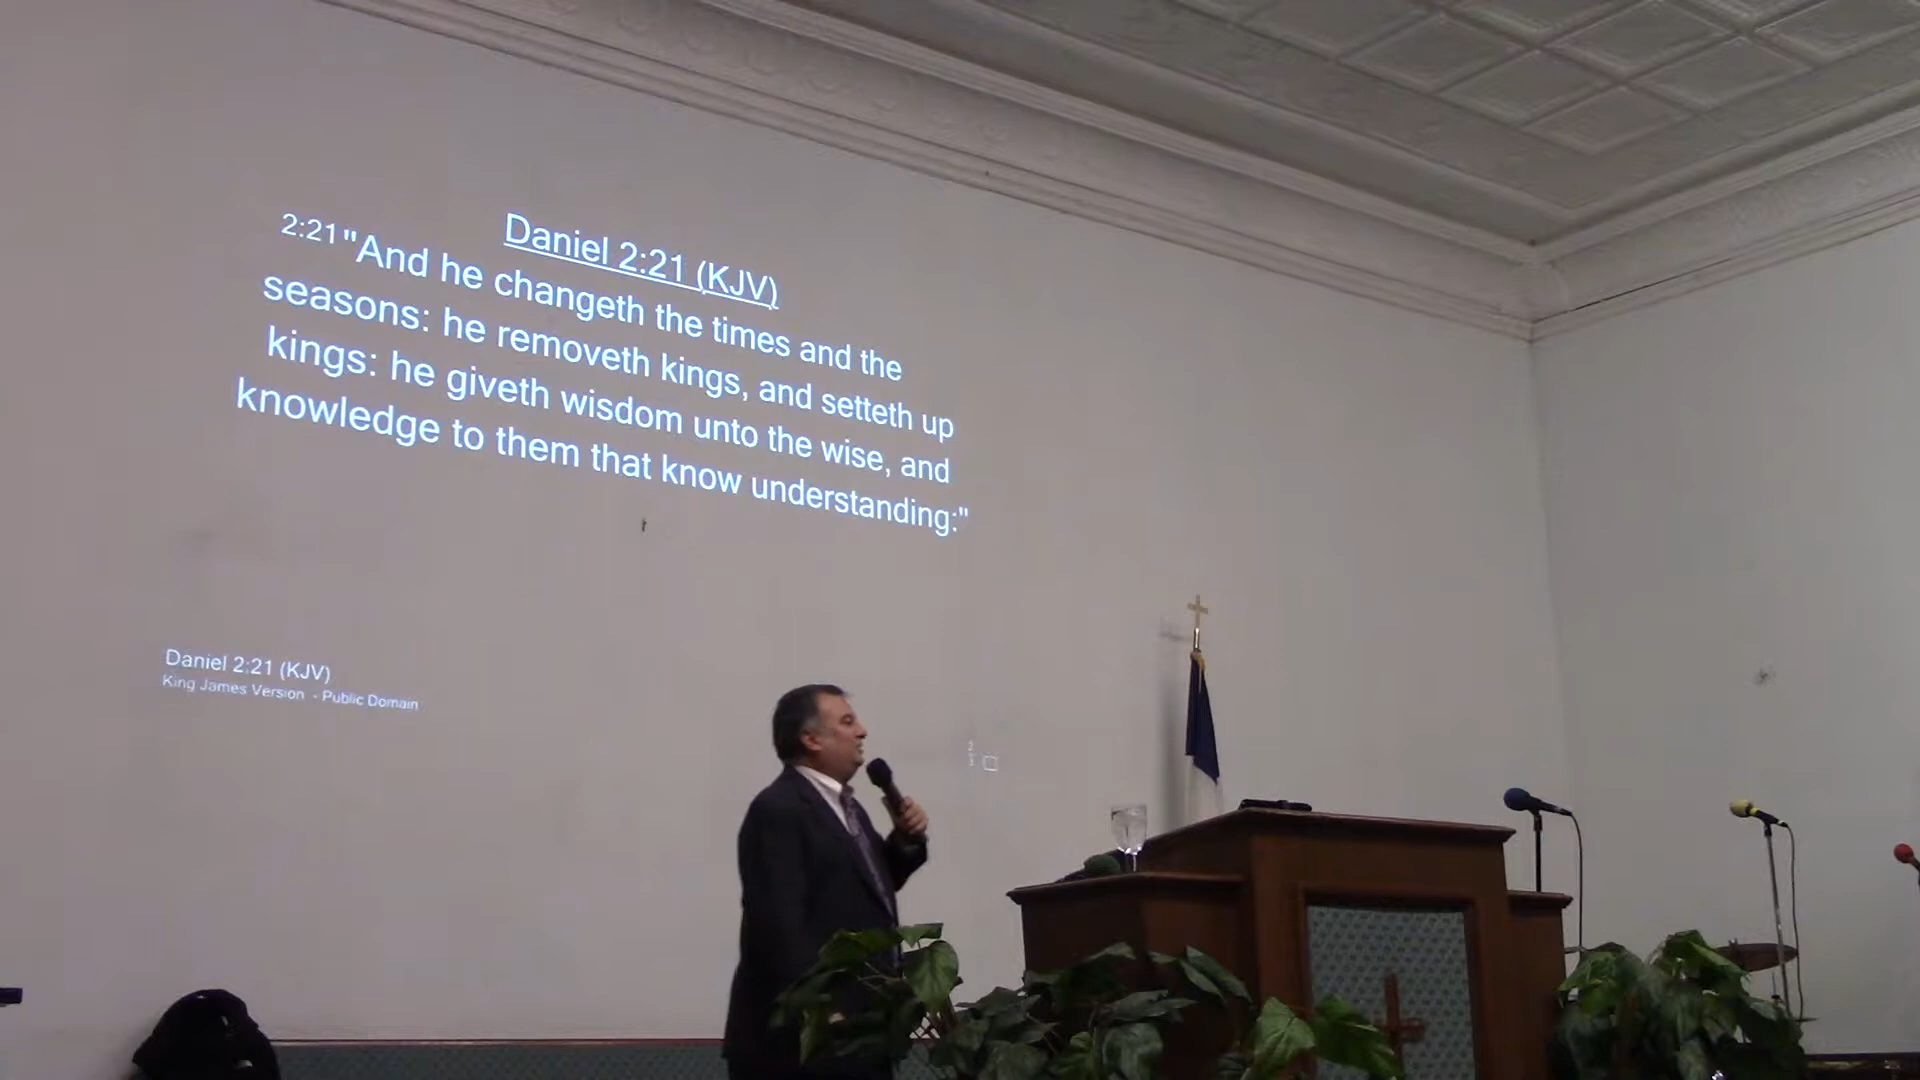 Daniel 2:21 (KJV)
2:21"And he changeth the times and the
seasons: he removeth kings, and setteth up
kings: he giveth wisdom unto the wise, and
knowledge to them that know understanding:"
Daniel 2:21 (KJV)
King James Version - Public Domain